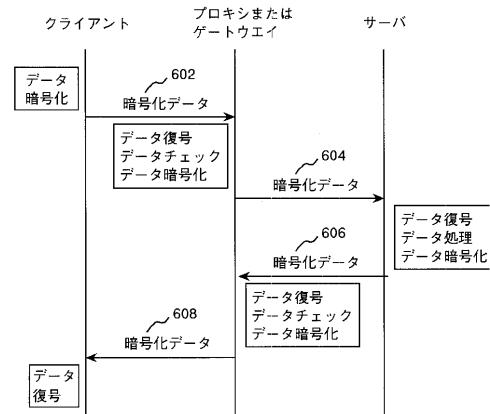 クライアント
プロキシまたは
ゲートウエイ
サーバ
データ
暗号化
602
暗号化データ
データ復号
データチェック
データ暗号化
604
暗号化データ
データ復号
データ処理
データ暗号化
606
暗号化データ
データ復号
データチェック
データ暗号化
608
暗号化データ
データ
復号